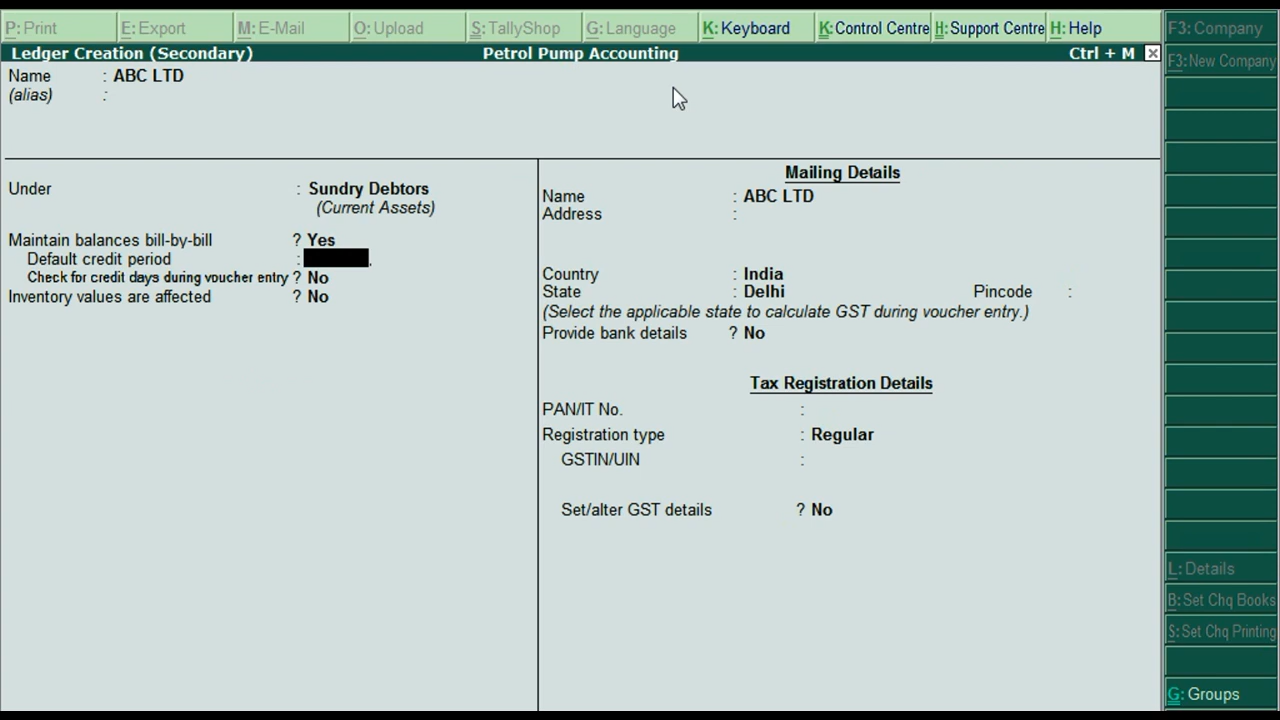 P: Print E: Export M: E-Mail O: Upload S: TallyShop G: Language K: Keyboard K: Control Centre H: Support Centre H: Help F3: Company
Ledger Creation (Secondary) Petrol Pump Accounting Ctrl + M F3: New Company
Name : ABC LTD
(alias) :
Under : Sundry Debtors
(Current Assets)
Maintain balances bill-by-bill ? Yes
Default credit period :
Check for credit days during voucher entry ? No
Inventory values are affected ? No
Mailing Details
Name : ABC LTD
Address :
Country : India
State : Delhi Pincode :
(Select the applicable state to calculate GST during voucher entry.)
Provide bank details ? No
Tax Registration Details
PAN/IT No. :
Registration type : Regular
GSTIN/UIN :
Set/alter GST details ? No
L: Details
B: Set Chq Books
S: Set Chq Printing
G: Groups